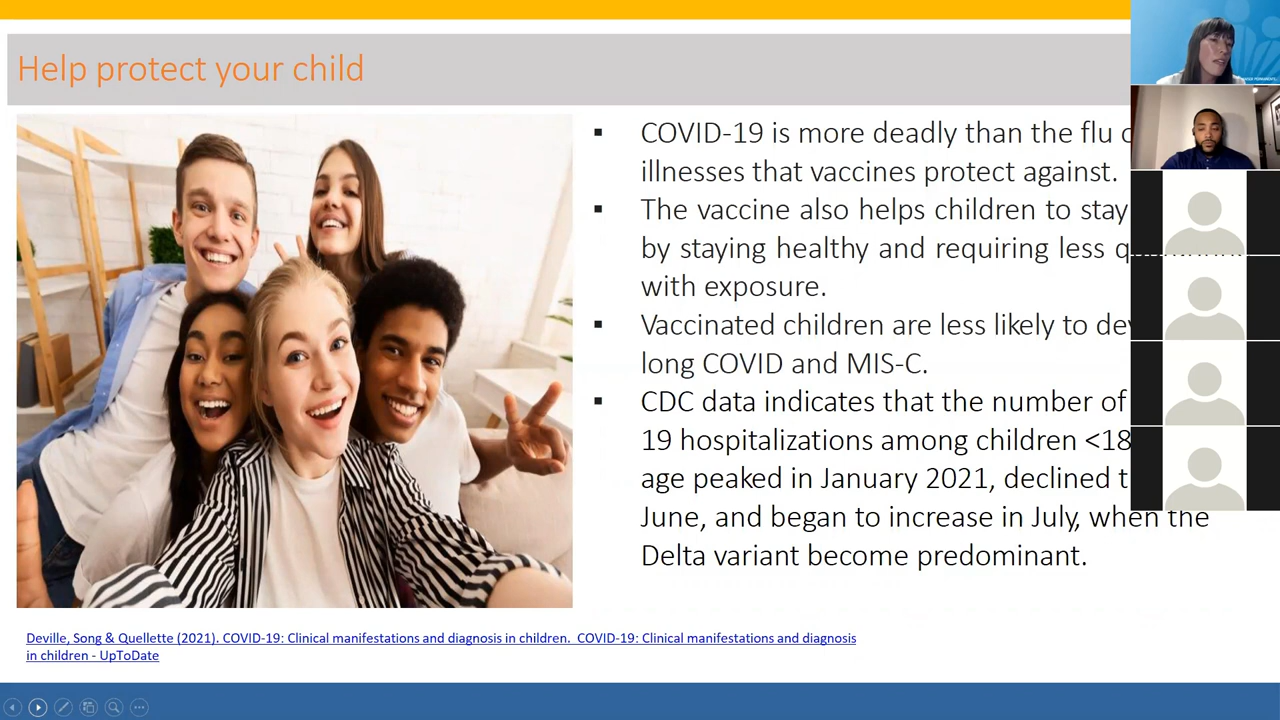 Help protect your child
▪ COVID-19 is more deadly than the flu
illnesses that vaccines protect against.
▪ The vaccine also helps children to stay
by staying healthy and requiring less
with exposure.
▪ Vaccinated children are less likely to
long COVID and MIS-C.
▪ CDC data indicates that the number of
19 hospitalizations among children <18
age peaked in January 2021, declined
June, and began to increase in July, when the
Delta variant become predominant.
Deville, Song & Quellette (2021). COVID-19: Clinical manifestations and diagnosis in children. COVID-19: Clinical manifestations and diagnosis
in children - UpToDate